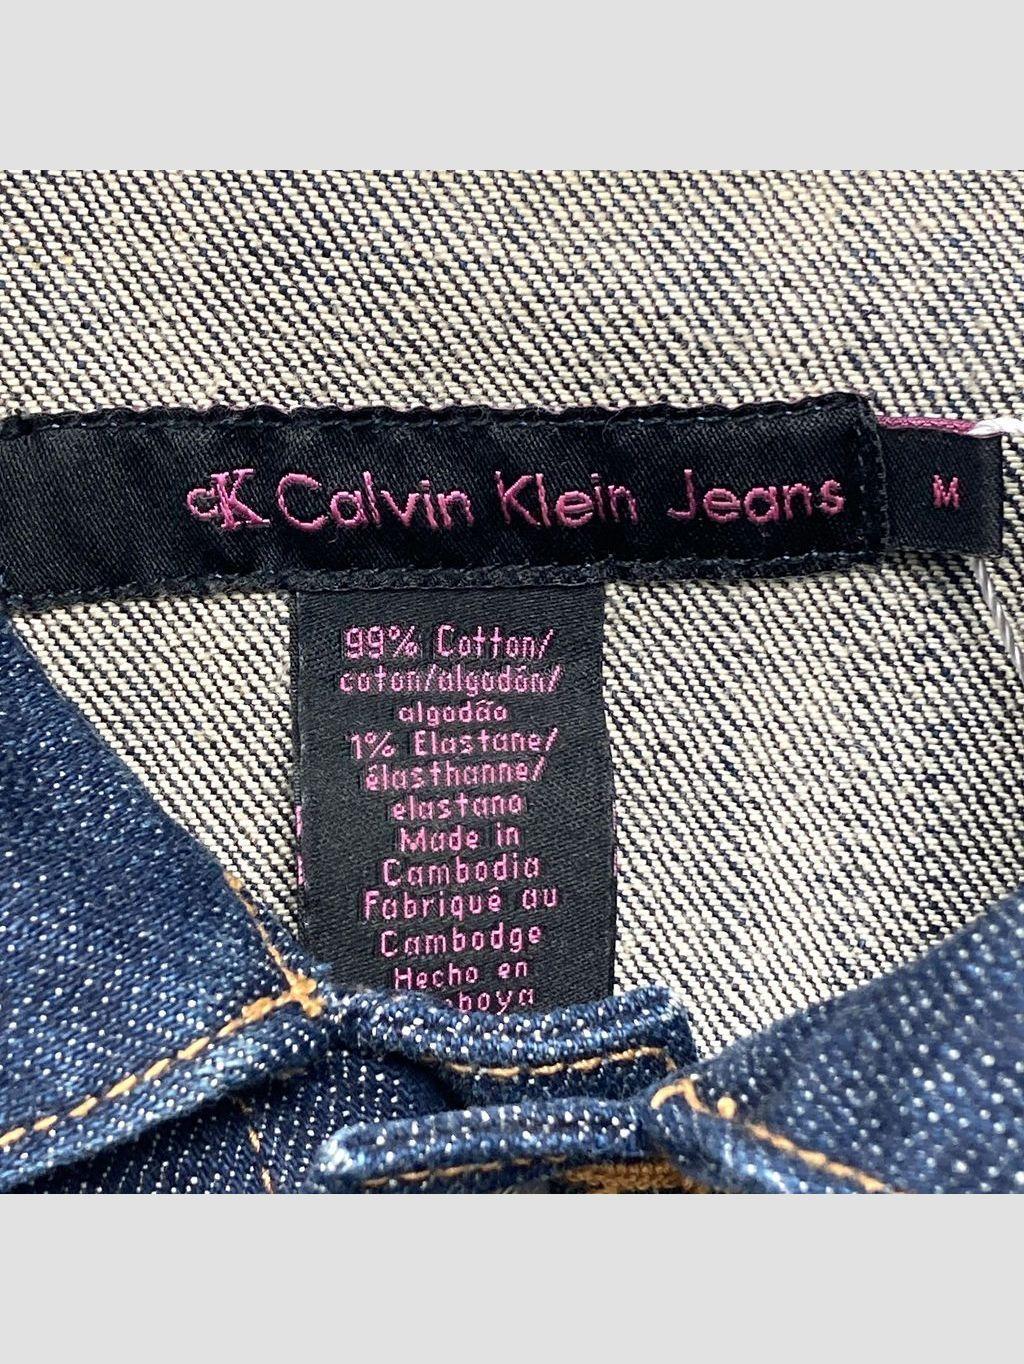 cK Calvin Klein Jeans
M
99% Cotton/
coton/algodón/
algodão
1% Elastane/
élasthanne/
elastano
Made in
Cambodia
Fabriqué au
Cambodge
Hecho en